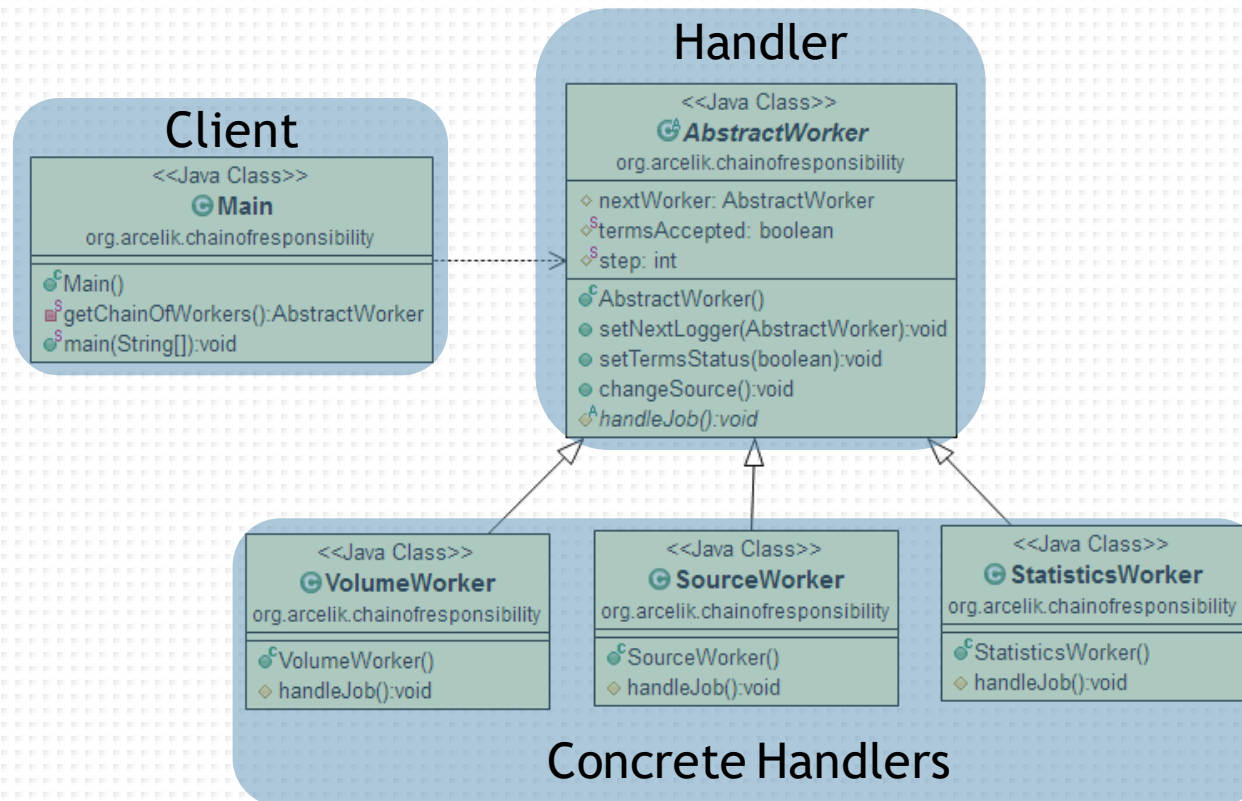 Handler
<<Java Class>>
AbstractWorker
org.arcelik.chainofresponsibility
nextWorker: AbstractWorker
termsAccepted: boolean
step: int
AbstractWorker()
setNextLogger(AbstractWorker):void
setTermsStatus(boolean):void
changeSource():void
handleJob():void
Client
<<Java Class>>
Main
org.arcelik.chainofresponsibility
Main()
getChainOfWorkers():AbstractWorker
main(String[]):void
<<Java Class>>
VolumeWorker
org.arcelik.chainofresponsibility
VolumeWorker()
handleJob():void
<<Java Class>>
SourceWorker
org.arcelik.chainofresponsibility
SourceWorker()
handleJob():void
<<Java Class>>
StatisticsWorker
org.arcelik.chainofresponsibility
StatisticsWorker()
handleJob():void
Concrete Handlers